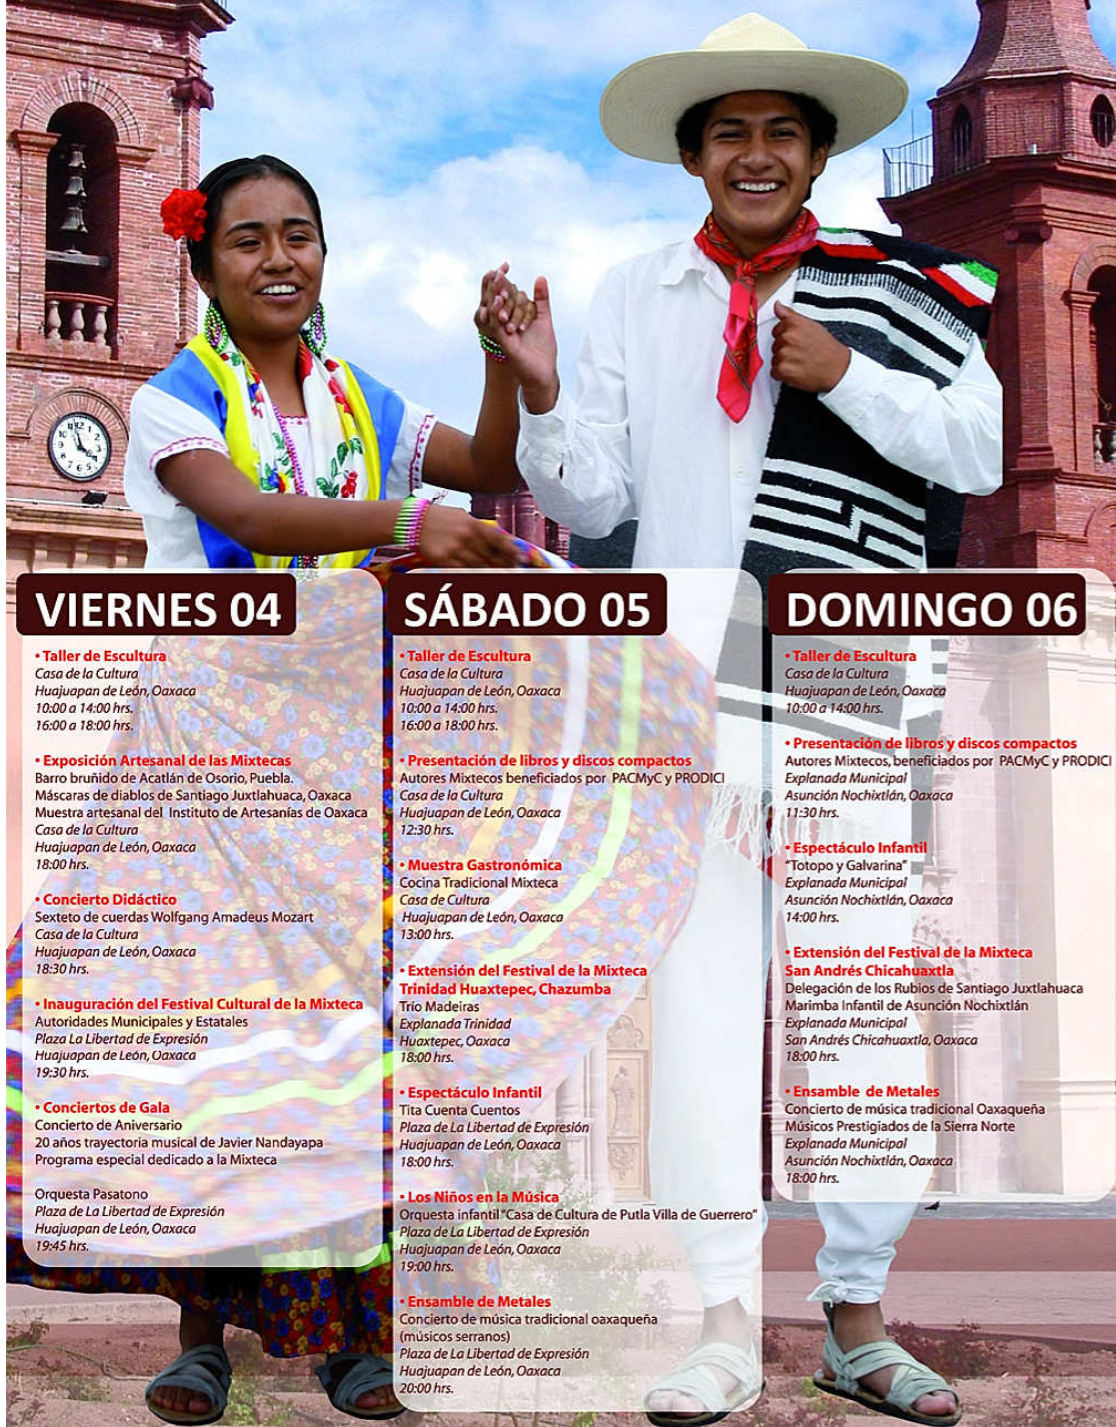 VIERNES 04
• Taller de Escultura
Casa de la Cultura
Huajuapan de León, Oaxaca
10:00 a 14:00 hrs.
16:00 a 18:00 hrs.
• Exposición Artesanal de las Mixtecas
Barro bruñido de Acatlán de Osorio, Puebla.
Máscaras de diablos de Santiago Juxtlahuaca, Oaxaca
Muestra artesanal del Instituto de Artesanías de Oaxaca
Casa de la Cultura
Huajuapan de León, Oaxaca
18:00 hrs.
• Concierto Didáctico
Sexteto de cuerdas Wolfgang Amadeus Mozart
Casa de la Cultura
Huajuapan de León, Oaxaca
18:30 hrs.
• Inauguración del Festival Cultural de la Mixteca
Autoridades Municipales y Estatales
Plaza La Libertad de Expresión
Huajuapan de León, Oaxaca
19:30 hrs.
• Conciertos de Gala
Concierto de Aniversario
20 años trayectoria musical de Javier Nandayapa
Programa especial dedicado a la Mixteca
Orquesta Pasatono
Plaza de La Libertad de Expresión
Huajuapan de León, Oaxaca
19:45 hrs.
SÁBADO 05
• Taller de Escultura
Casa de la Cultura
Huajuapan de León, Oaxaca
10:00 a 14:00 hrs.
16:00 a 18:00 hrs.
• Presentación de libros y discos compactos
Autores Mixtecos beneficiados por PACMyC y PRODICI
Casa de la Cultura
Huajuapan de León, Oaxaca
12:30 hrs.
• Muestra Gastronómica
Cocina Tradicional Mixteca
Casa de Cultura
Huajuapan de León, Oaxaca
13:00 hrs.
• Extensión del Festival de la Mixteca
Trinidad Huaxtepec, Chazumba
Trío Madeiras
Explanada Trinidad
Huaxtepec, Oaxaca
18:00 hrs.
• Espectáculo Infantil
Tita Cuenta Cuentos
Plaza de La Libertad de Expresión
Huajuapan de León, Oaxaca
18:00 hrs.
• Los Niños en la Música
Orquesta infantil "Casa de Cultura de Putla Villa de Guerrero"
Plaza de La Libertad de Expresión
Huajuapan de León, Oaxaca
19:00 hrs.
• Ensamble de Metales
Concierto de música tradicional oaxaqueña
(músicos serranos)
Plaza de La Libertad de Expresión
Huajuapan de León, Oaxaca
20:00 hrs.
DOMINGO 06
• Taller de Escultura
Casa de la Cultura
Huajuapan de León, Oaxaca
10:00 a 14:00 hrs.
• Presentación de libros y discos compactos
Autores Mixtecos, beneficiados por PACMyC y PRODICI
Explanada Municipal
Asunción Nochixtlán, Oaxaca
11:30 hrs.
• Espectáculo Infantil
"Totopo y Galvarina"
Explanada Municipal
Asunción Nochixtlán, Oaxaca
14:00 hrs.
• Extensión del Festival de la Mixteca
San Andrés Chicahuaxtla
Delegación de los Rubios de Santiago Juxtlahuaca
Marimba Infantil de Asunción Nochixtlán
Explanada Municipal
San Andrés Chicahuaxtla, Oaxaca
18:00 hrs.
• Ensamble de Metales
Concierto de música tradicional Oaxaqueña
Músicos Prestigiados de la Sierra Norte
Explanada Municipal
Asunción Nochixtlán, Oaxaca
18:00 hrs.